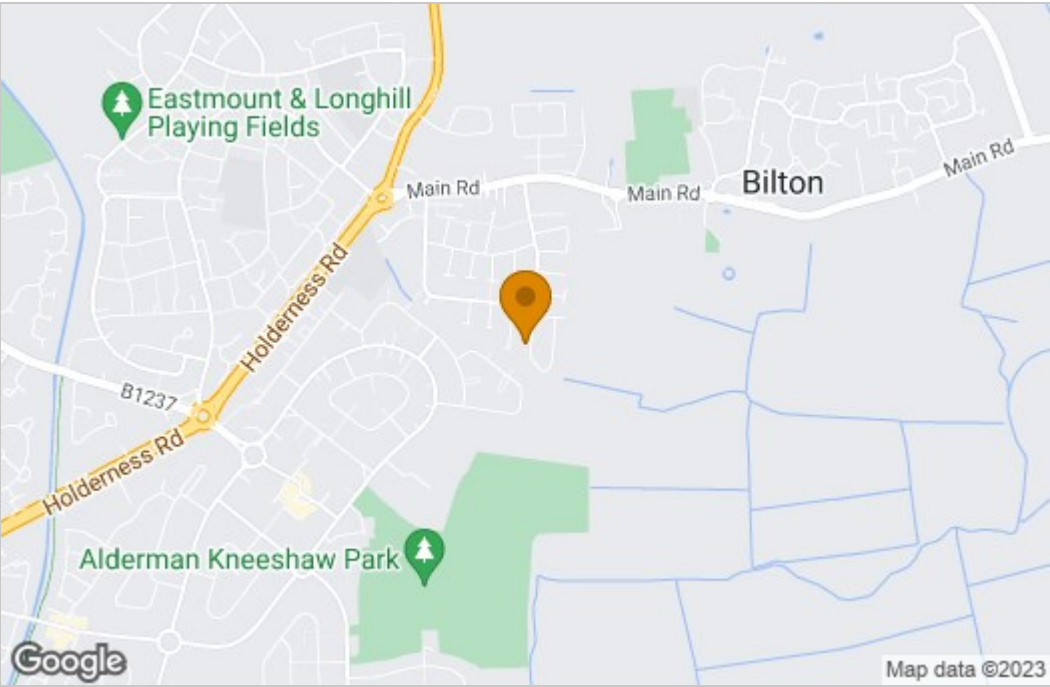 Eastmount & Longhill
Playing Fields
Main Rd
Main Rd
Bilton
Main Rd
Holderness Rd
B1237
Holderness Rd
Alderman Kneeshaw Park
Google
Map data ©2023